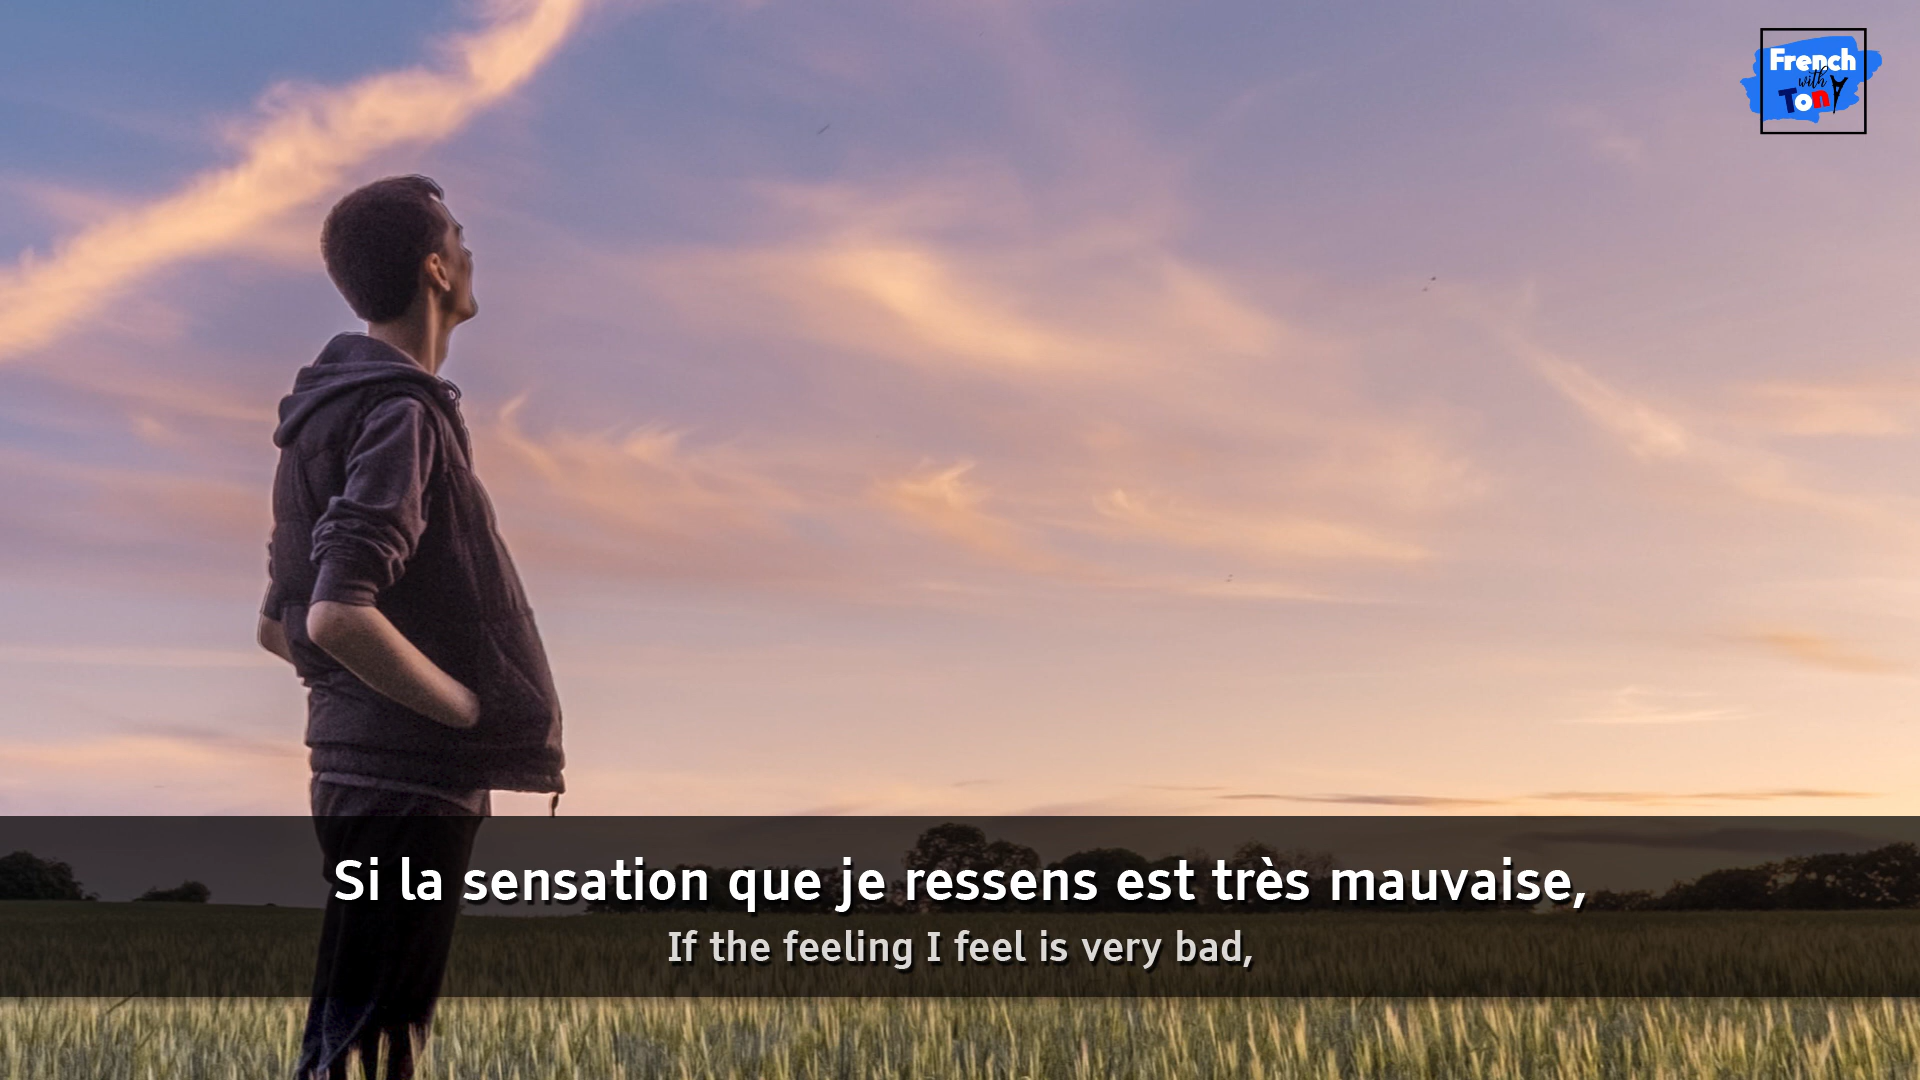 French
with
Tony
Si la sensation que je ressens est très mauvaise,
If the feeling I feel is very bad,